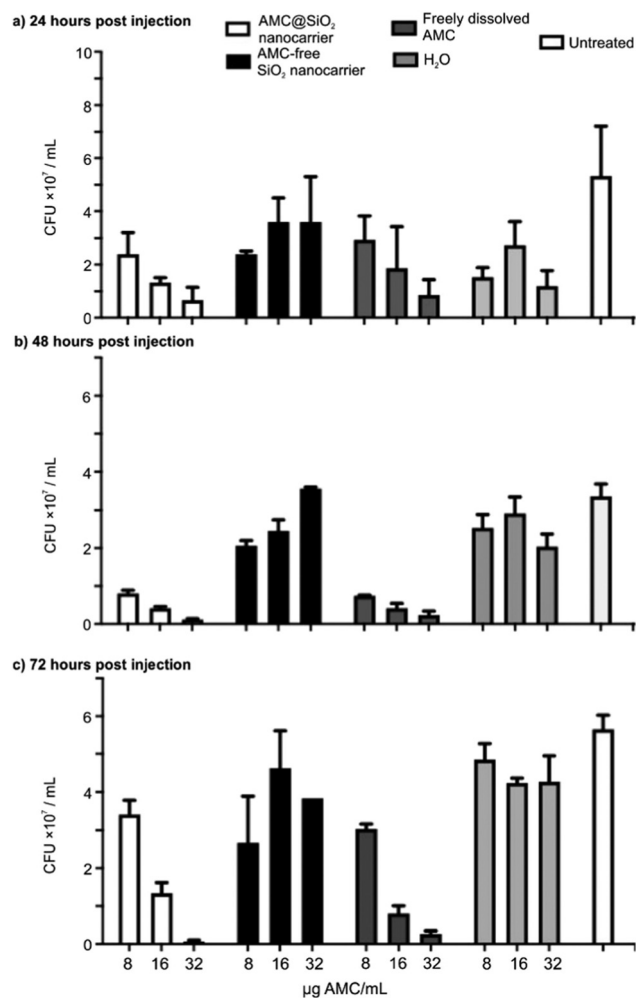 a) 24 hours post injection
AMC@SiO₂
nanocarrier
AMC-free
SiO₂ nanocarrier
Freely dissolved
AMC
H₂O
Untreated
CFU ×10⁷ / mL
10
8
6
4
2
0
b) 48 hours post injection
CFU ×10⁷ / mL
6
4
2
0
c) 72 hours post injection
CFU ×10⁷ / mL
6
4
2
0
8 16 32 8 16 32 8 16 32 8 16 32
µg AMC/mL